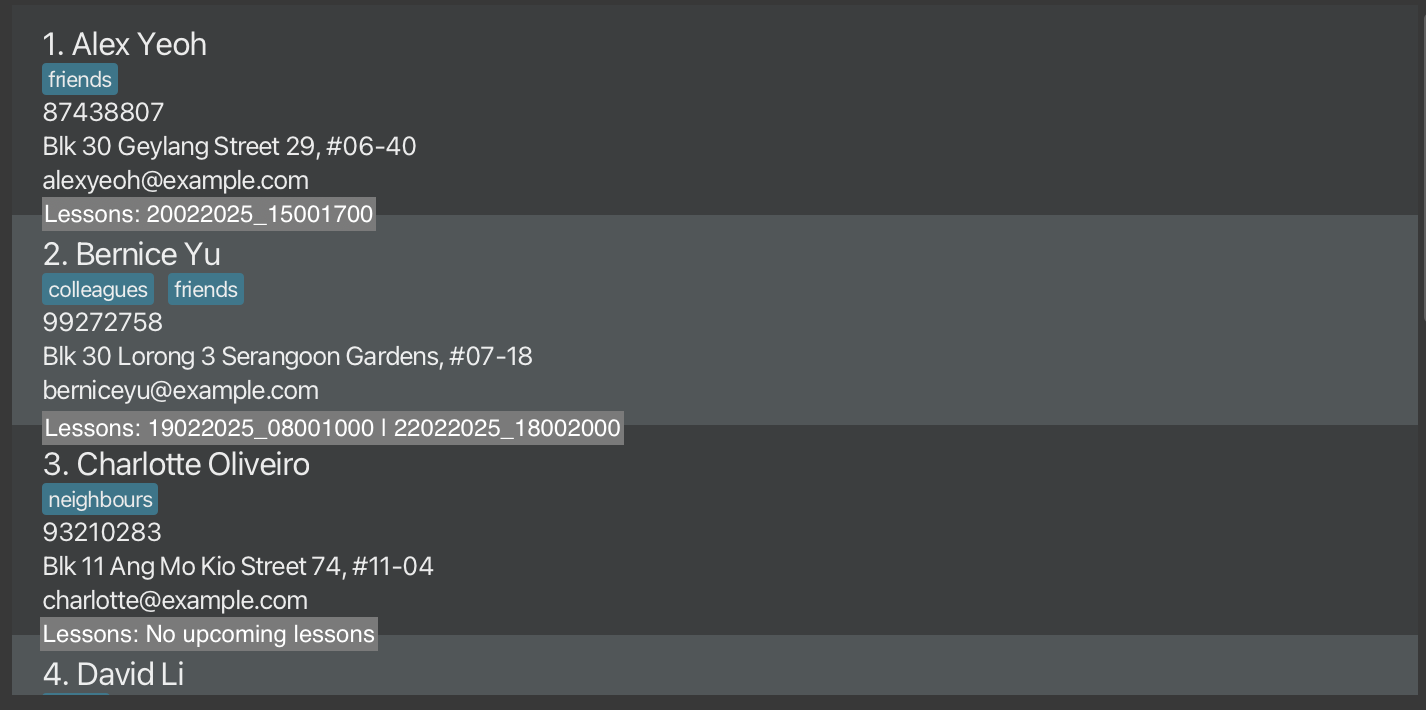 1. Alex Yeoh
friends
87438807
Blk 30 Geylang Street 29, #06-40
alexyeoh@example.com
Lessons: 20022025_15001700
2. Bernice Yu
colleagues friends
99272758
Blk 30 Lorong 3 Serangoon Gardens, #07-18
berniceyu@example.com
Lessons: 19022025_08001000 | 22022025_18002000
3. Charlotte Oliveiro
neighbours
93210283
Blk 11 Ang Mo Kio Street 74, #11-04
charlotte@example.com
Lessons: No upcoming lessons
4. David Li